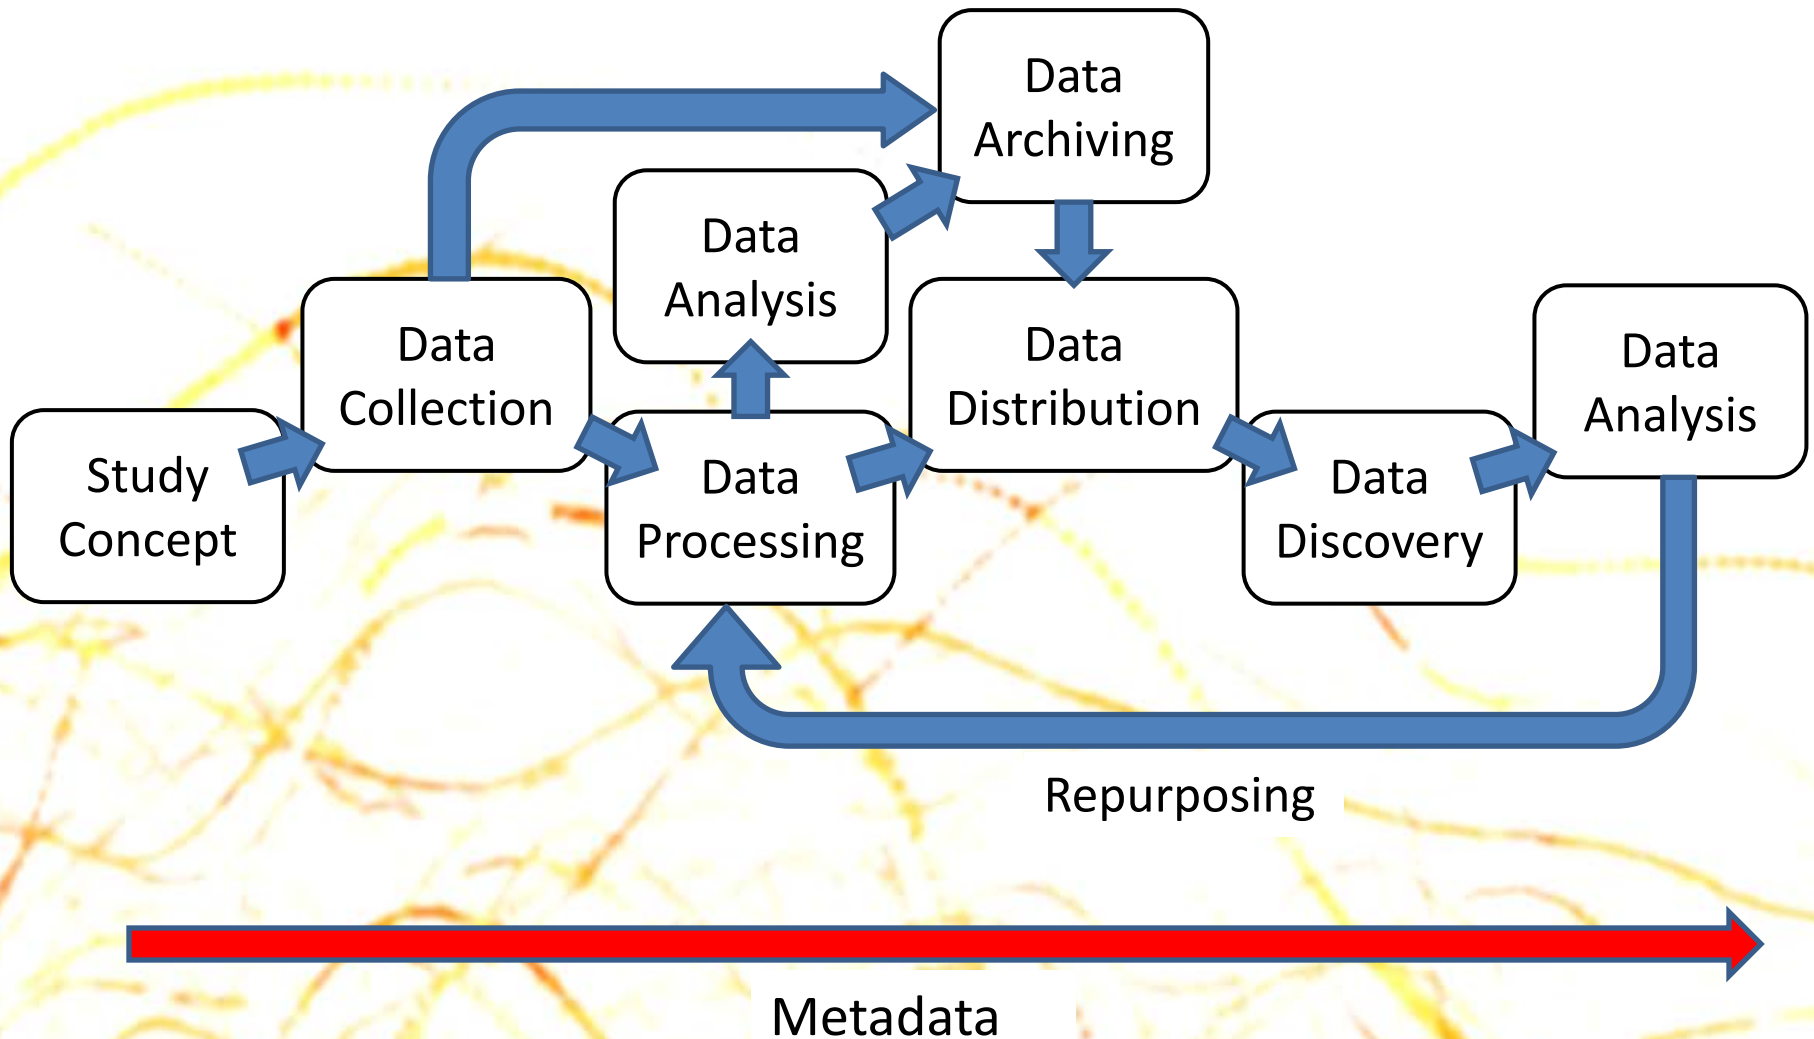 Data
Archiving
Data
Analysis
Data
Collection
Data
Distribution
Data
Analysis
Study
Concept
Data
Processing
Data
Discovery
Repurposing
Metadata